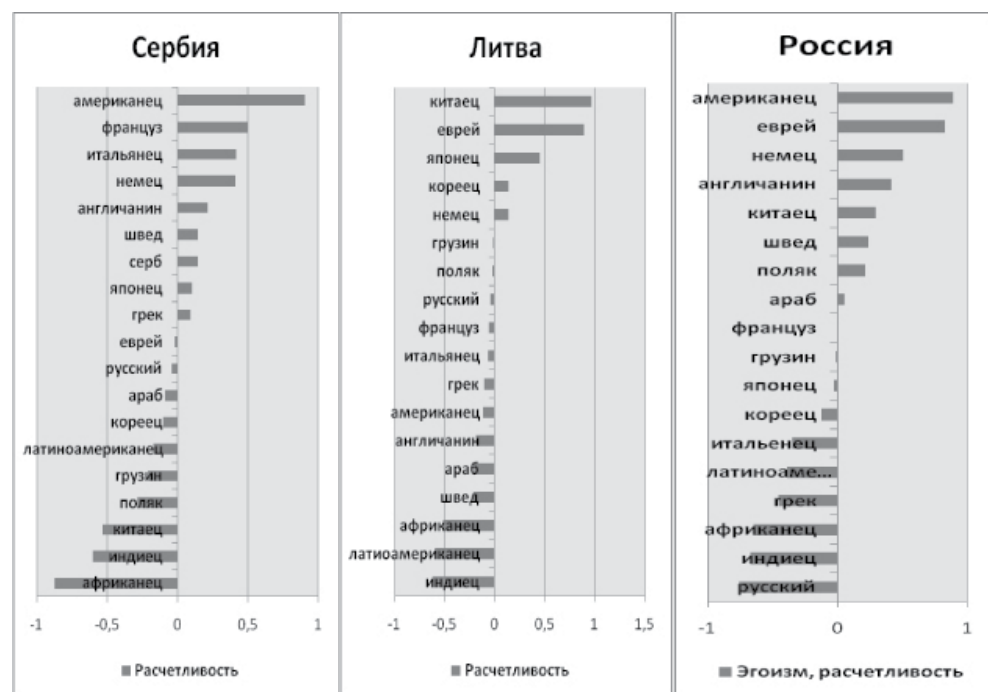 Сербия
американец
француз
итальянец
немец
англичанин
швед
серб
японец
грек
еврей
русский
араб
кореец
латиноамериканец
грузин
поляк
китаец
индиец
африканец
-1 -0,5 0 0,5 1
Расчетливость
Литва
китаец
еврей
японец
кореец
немец
грузин
поляк
русский
француз
итальянец
грек
американец
англичанин
араб
швед
африканец
латиоамериканец
индиец
-1 -0,5 0 0,5 1 1,5
Расчетливость
Россия
американец
еврей
немец
англичанин
китаец
швед
поляк
араб
француз
грузин
японец
кореец
итальенец
латиноаме...
грек
африканец
индиец
русский
-1 0 1
Эгоизм, расчетливость